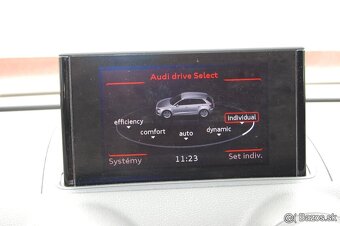 Audi drive Select
efficiency
comfort
auto
dynamic
individual
Systémy
11:23
Set indiv.
© Bazos.sk